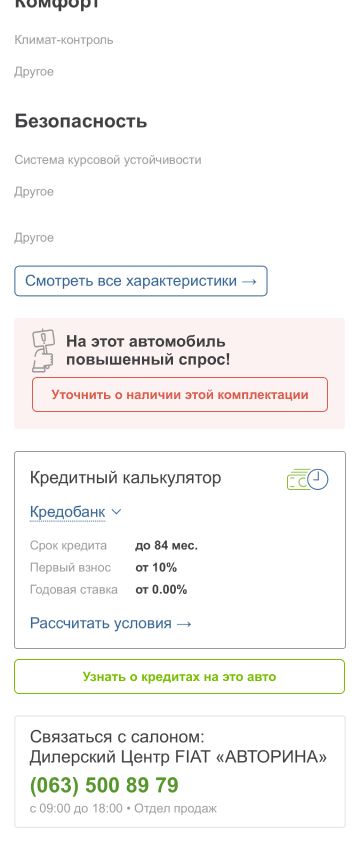 Комфорт
Климат-контроль
Другое
Безопасность
Система курсовой устойчивости
Другое
Другое
Смотреть все характеристики →
На этот автомобиль
повышенный спрос!
Уточнить о наличии этой комплектации
Кредитный калькулятор
Кредобанк
Срок кредита до 84 мес.
Первый взнос от 10%
Годовая ставка от 0.00%
Рассчитать условия →
Узнать о кредитах на это авто
Связаться с салоном:
Дилерский Центр FIAT «АВТОРИНА»
(063) 500 89 79
с 09:00 до 18:00 • Отдел продаж